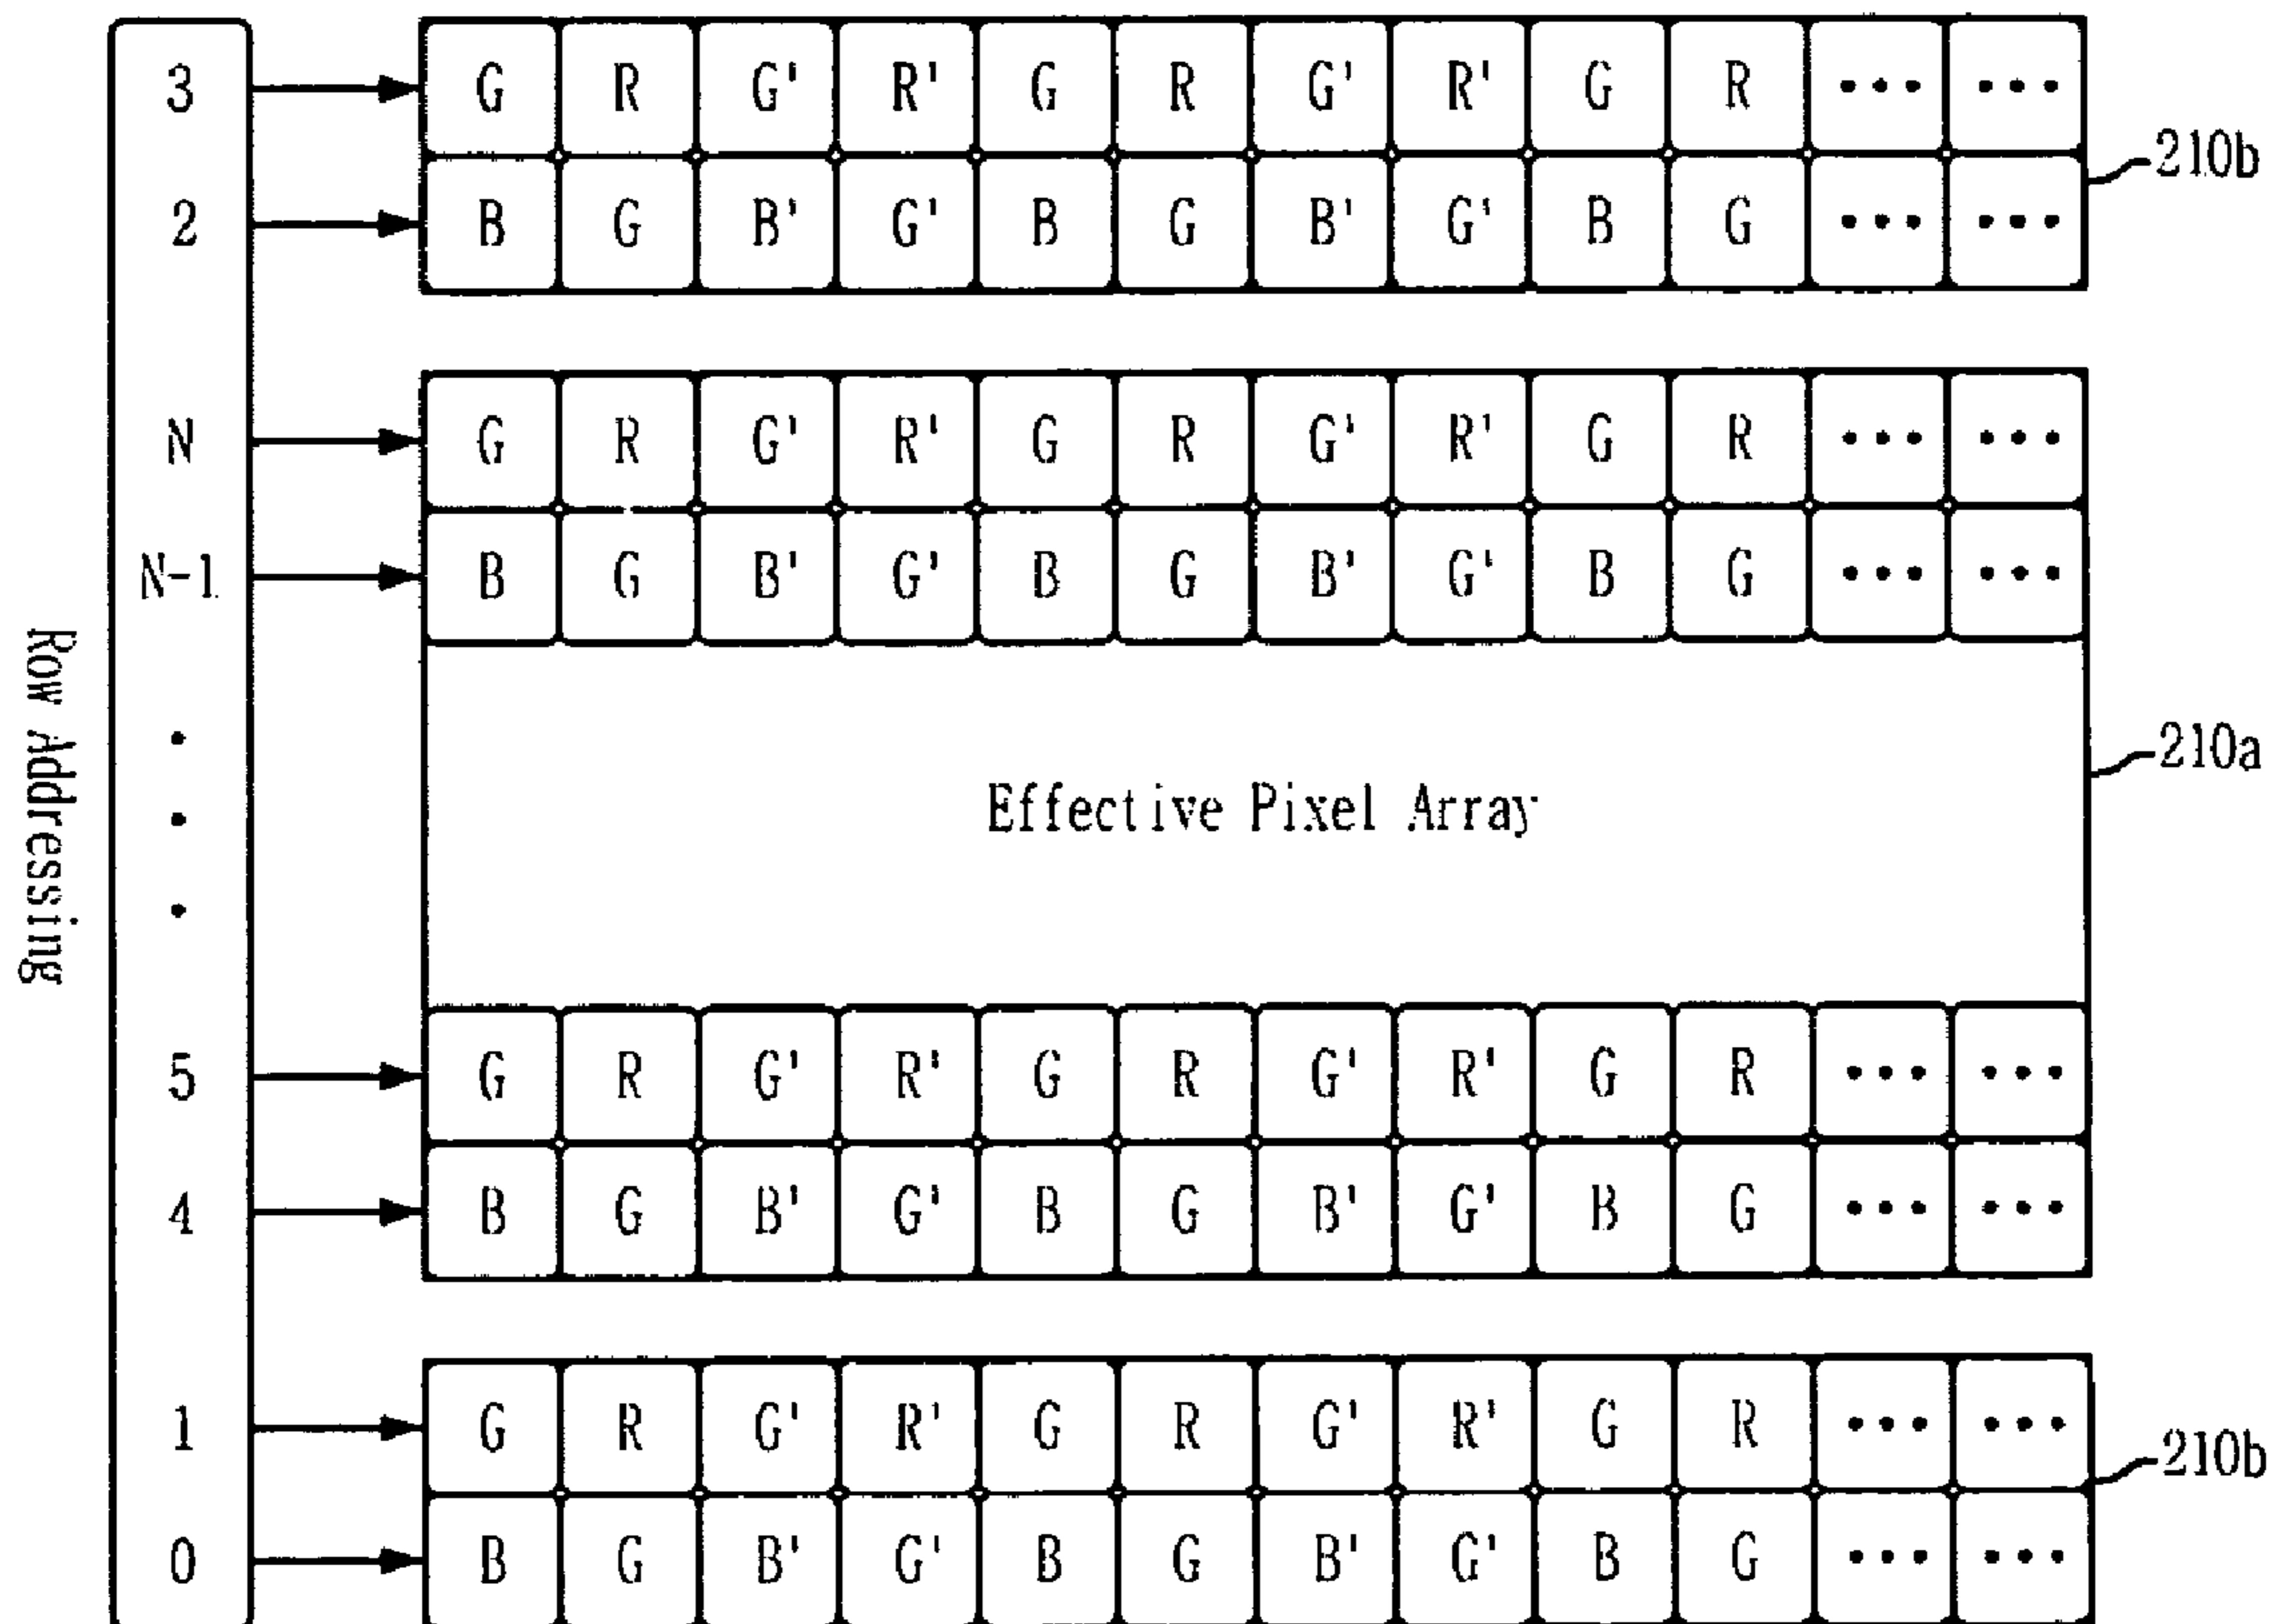 3 G R G' R' G R G' R' G R ... ...
210b
2 B G B' G' B G B' G' B G ... ...
N G R G' R' G R G' R' G R ... ...
N-1 B G B' G' B G B' G' B G ... ...
Row Addressing
210a
Effective Pixel Array
5 G R G' R' G R G' R' G R ... ...
4 B G B' G' B G B' G' B G ... ...
1 G R G' R' G R G' R' G R ... ...
210b
0 B G B' G' B G B' G' B G ... ...